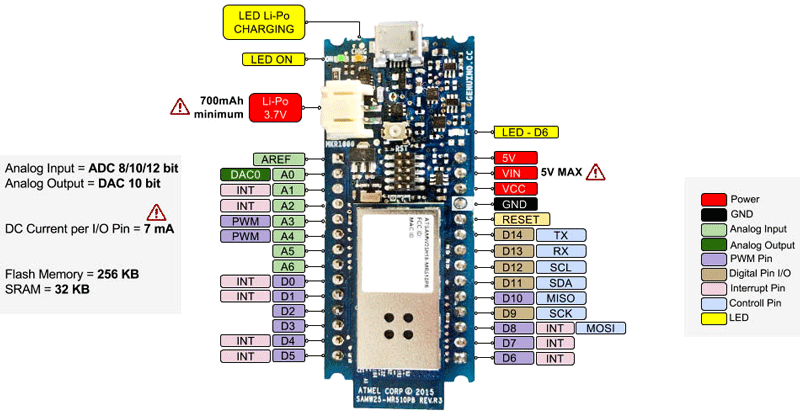 LED Li-Po
CHARGING
LED ON
ON
CHRG
GENUINO.CC
700mAh
minimum
Li-Po
3.7V
MKR1000
RST
L
LED - D6
AREF
DAC0 A0
INT A1
INT A2
PWM A3
PWM A4
A5
A6
INT D0
INT D1
D2
D3
INT D4
INT D5
5V
VIN 5V MAX
VCC
GND
RESET
D14 TX
D13 RX
D12 SCL
D11 SDA
D10 MISO
D9 SCK
D8 INT MOSI
D7 INT
D6 INT
FCC ID
MAC ID
ATMEL CORP © 2015
SAMW25-MR510PB REV.R3
Analog Input = ADC 8/10/12 bit
Analog Output = DAC 10 bit
DC Current per I/O Pin = 7 mA
Flash Memory = 256 KB
SRAM = 32 KB
Power
GND
Analog Input
Analog Output
PWM Pin
Digital Pin I/O
Interrupt Pin
Controll Pin
LED